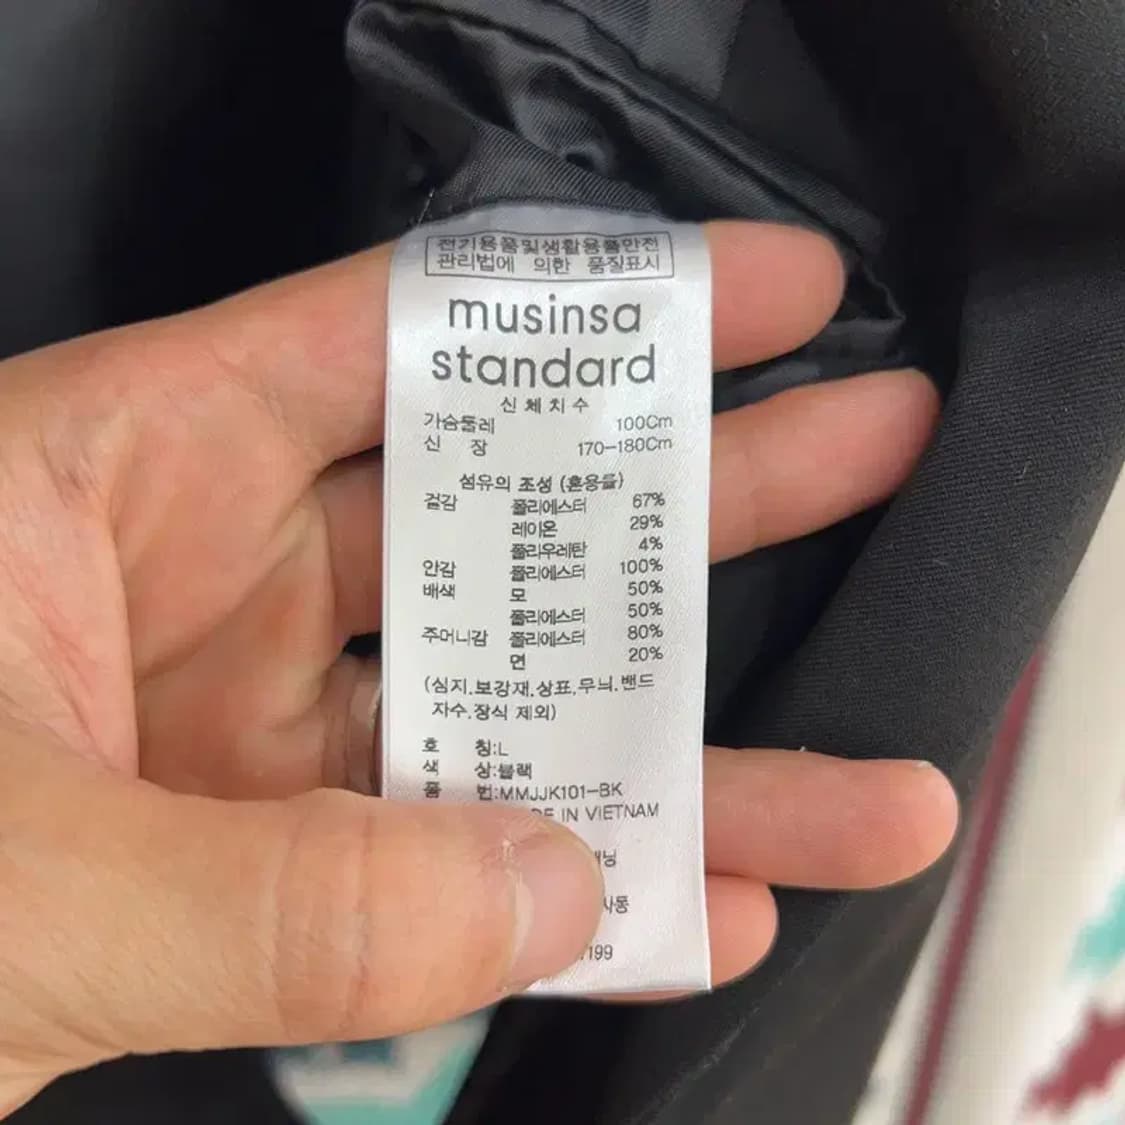 전기용품및생활용품안전
관리법에 의한 품질표시
musinsa
standard
신체치수
가슴둘레 100Cm
신 장 170-180Cm
섬유의 조성 (혼용률)
겉감 폴리에스터 67%
레이온 29%
폴리우레탄 4%
안감 폴리에스터 100%
배색 모 50%
폴리에스터 50%
주머니감 폴리에스터 80%
면 20%
(심지.보강재.상표.무늬.밴드
자수.장식 제외)
호 칭:L
색 상:블랙
품 번:MMJJK101-BK
IN VIETNAM
199